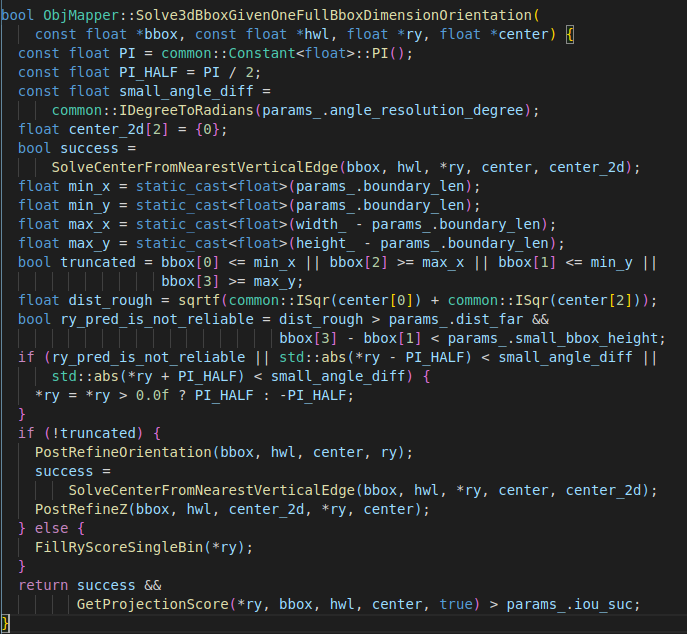 bool ObjMapper::Solve3dBboxGivenOneFullBboxDimensionOrientation(
    const float *bbox, const float *hwl, float *ry, float *center) {
  const float PI = common::Constant<float>::PI();
  const float PI_HALF = PI / 2;
  const float small_angle_diff =
      common::IDegreeToRadians(params_.angle_resolution_degree);
  float center_2d[2] = {0};
  bool success =
      SolveCenterFromNearestVerticalEdge(bbox, hwl, *ry, center, center_2d);
  float min_x = static_cast<float>(params_.boundary_len);
  float min_y = static_cast<float>(params_.boundary_len);
  float max_x = static_cast<float>(width_ - params_.boundary_len);
  float max_y = static_cast<float>(height_ - params_.boundary_len);
  bool truncated = bbox[0] <= min_x || bbox[2] >= max_x || bbox[1] <= min_y ||
                   bbox[3] >= max_y;
  float dist_rough = sqrtf(common::ISqr(center[0]) + common::ISqr(center[2]));
  bool ry_pred_is_not_reliable = dist_rough > params_.dist_far &&
                                 bbox[3] - bbox[1] < params_.small_bbox_height;
  if (ry_pred_is_not_reliable || std::abs(*ry - PI_HALF) < small_angle_diff ||
      std::abs(*ry + PI_HALF) < small_angle_diff) {
    *ry = *ry > 0.0f ? PI_HALF : -PI_HALF;
  }
  if (!truncated) {
    PostRefineOrientation(bbox, hwl, center, ry);
    success =
        SolveCenterFromNearestVerticalEdge(bbox, hwl, *ry, center, center_2d);
    PostRefineZ(bbox, hwl, center_2d, *ry, center);
  } else {
    FillRyScoreSingleBin(*ry);
  }
  return success &&
         GetProjectionScore(*ry, bbox, hwl, center, true) > params_.iou_suc;
}